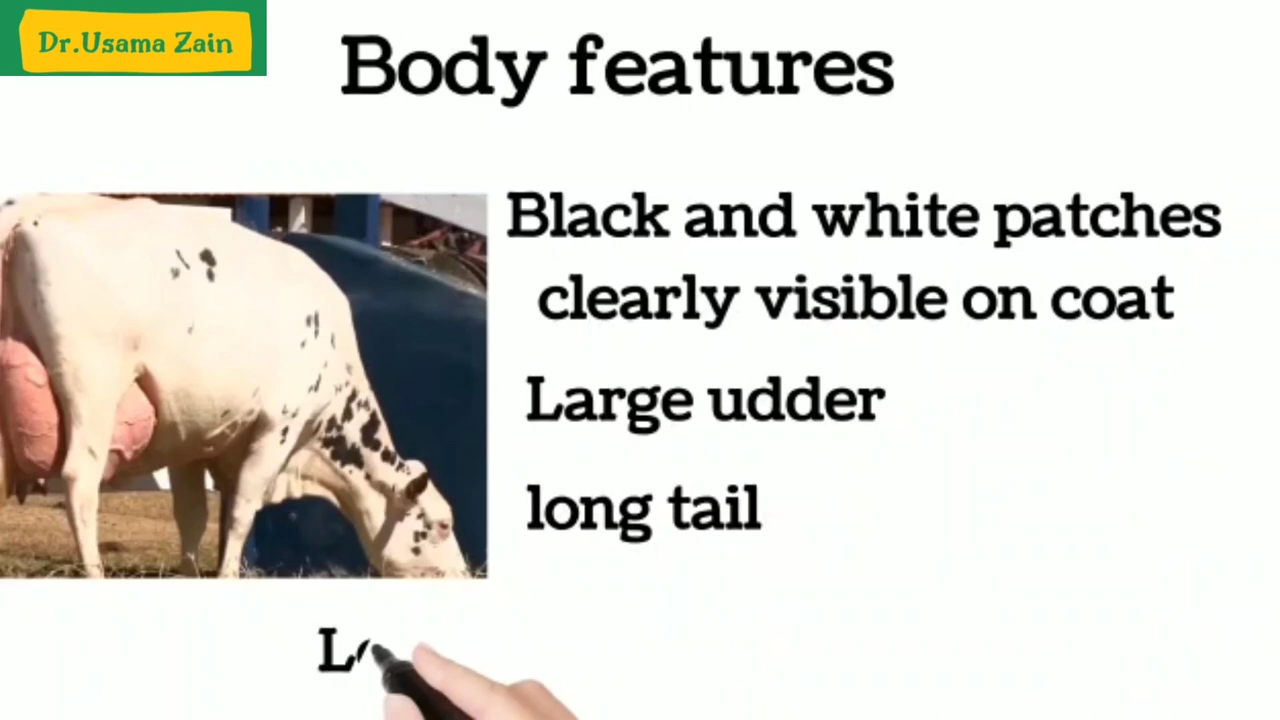 Dr.Usama Zain
Body features
Black and white patches
clearly visible on coat
Large udder
long tail